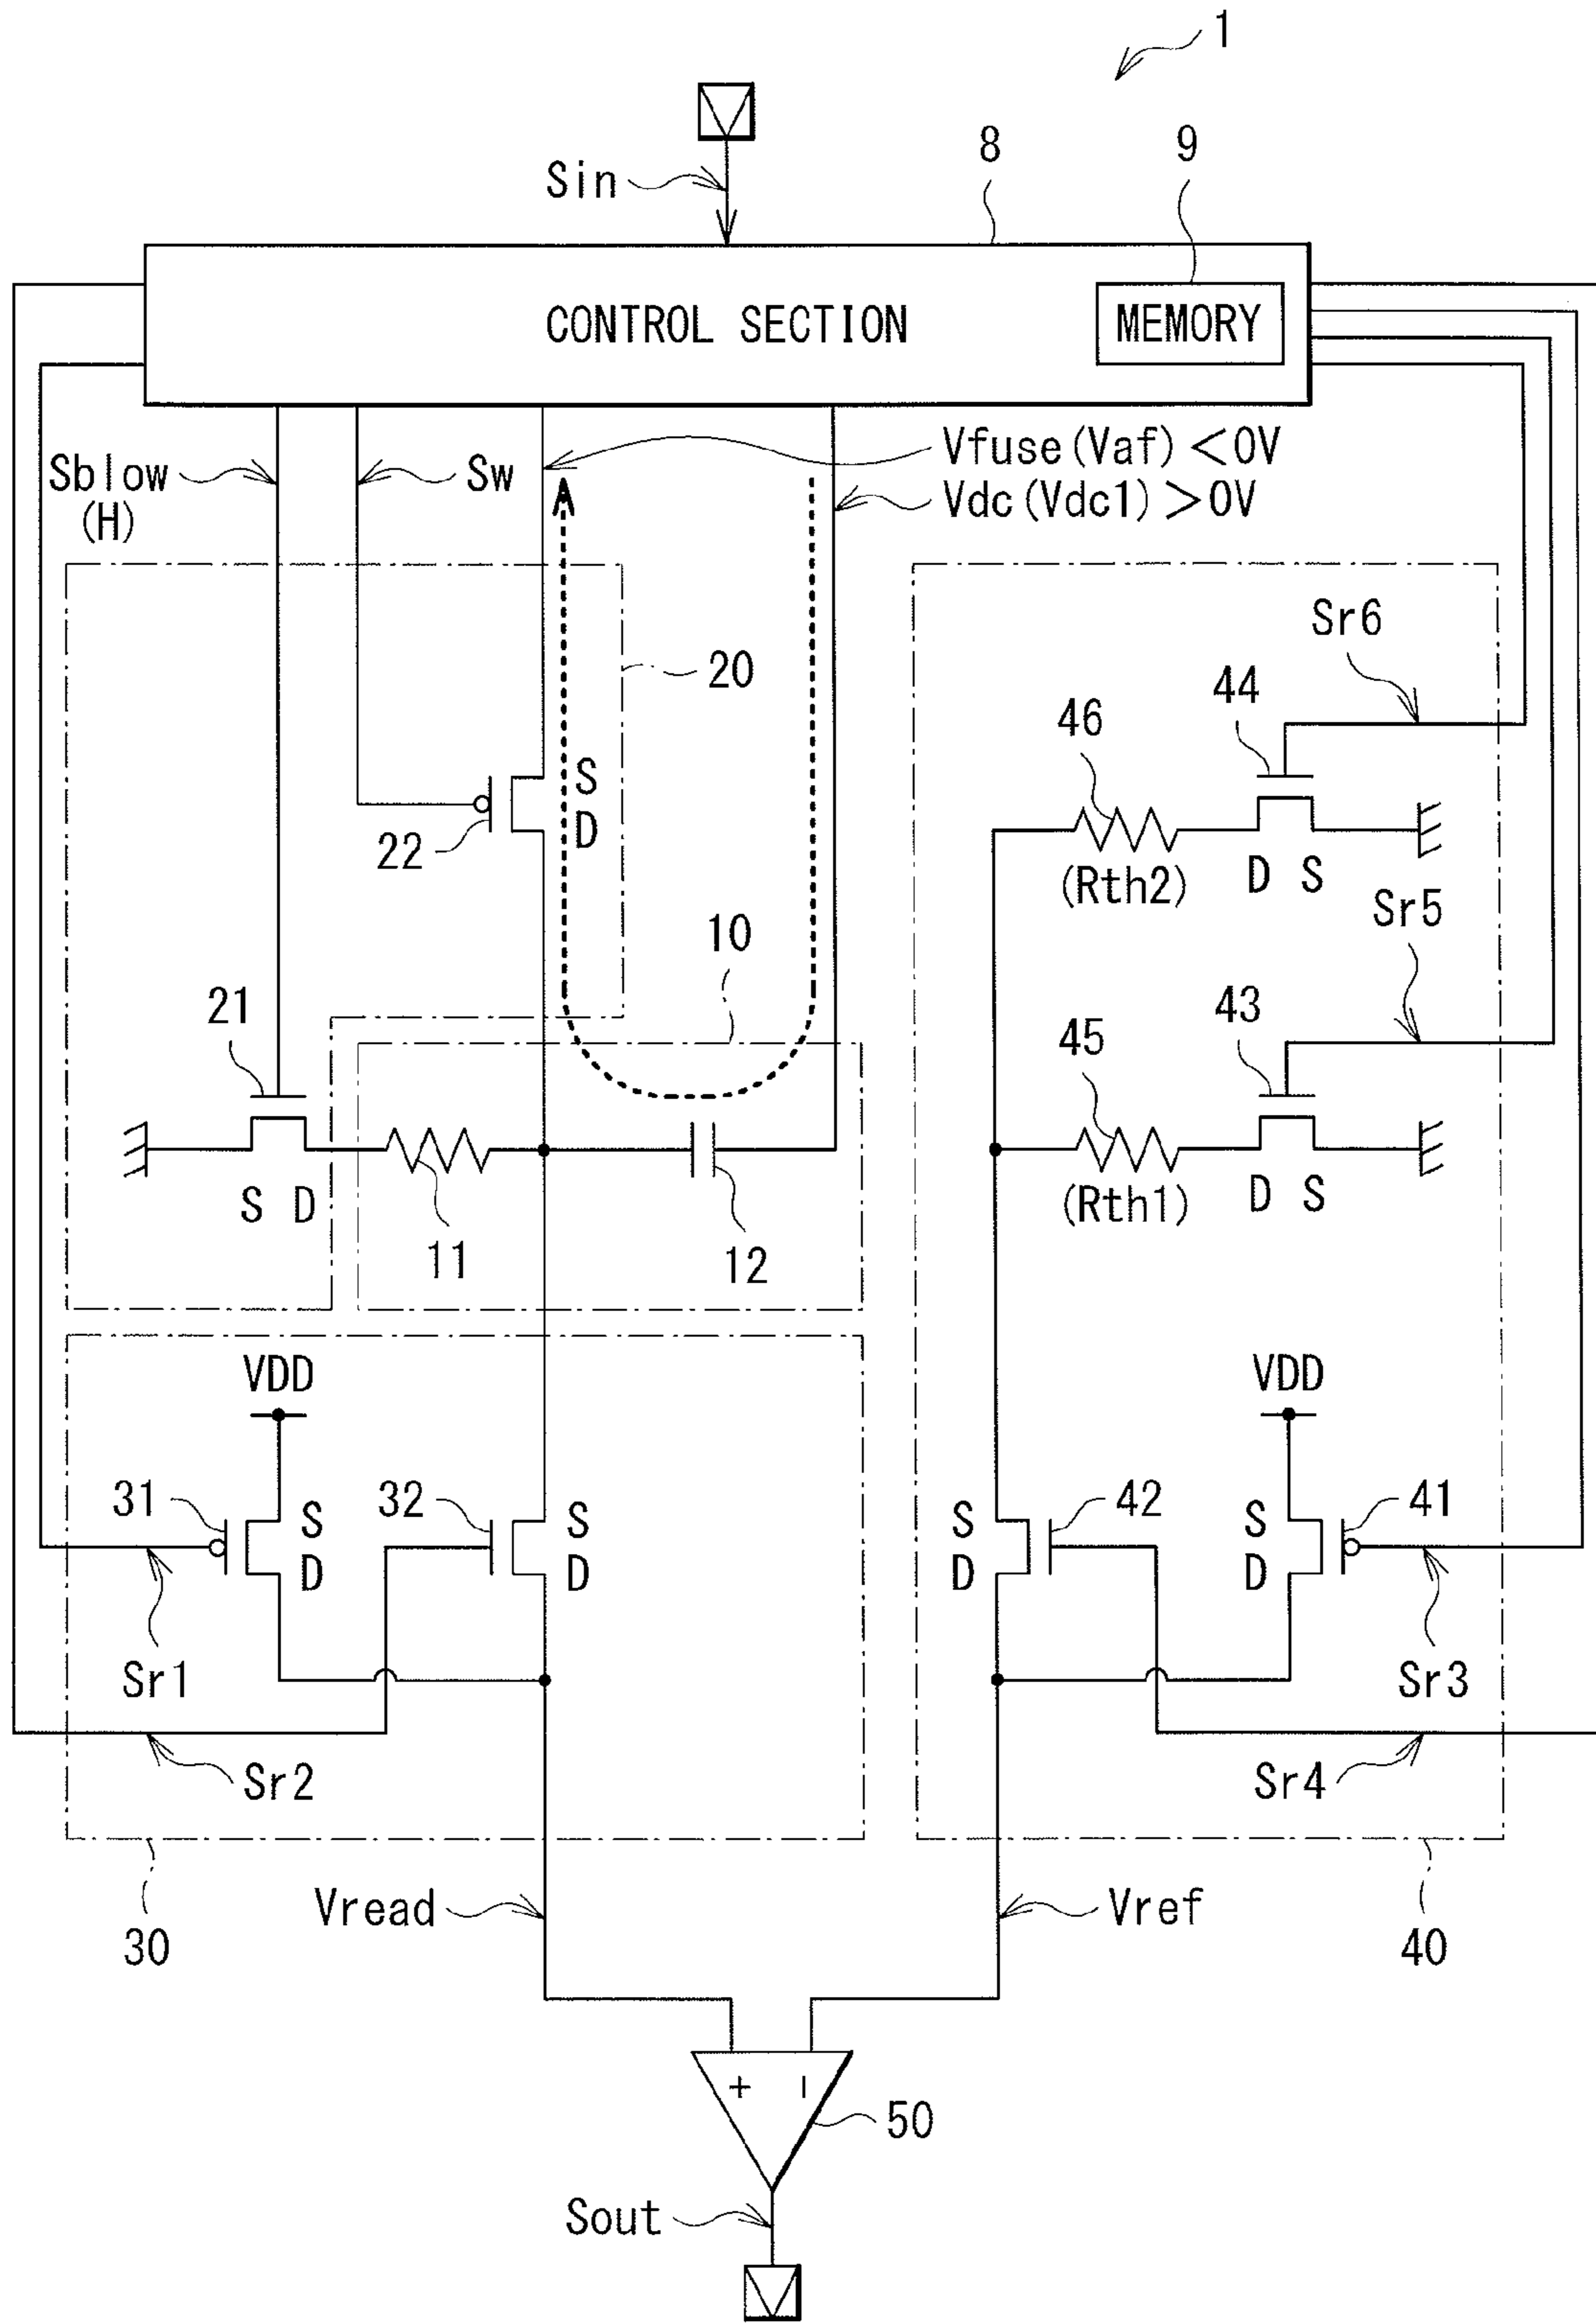 1
8
9
Sin
CONTROL SECTION
MEMORY
Sblow
(H)
Sw
Vfuse(Vaf)<0V
Vdc(Vdc1)>0V
20
Sr6
44
46
S
D
22
(Rth2)
D S
Sr5
10
21
45
43
S D
11
12
(Rth1)
D S
VDD
VDD
31
S
D
32
S
D
S
D
42
S
D
41
Sr1
Sr3
Sr2
Sr4
Vread
Vref
30
40
+ −
50
Sout